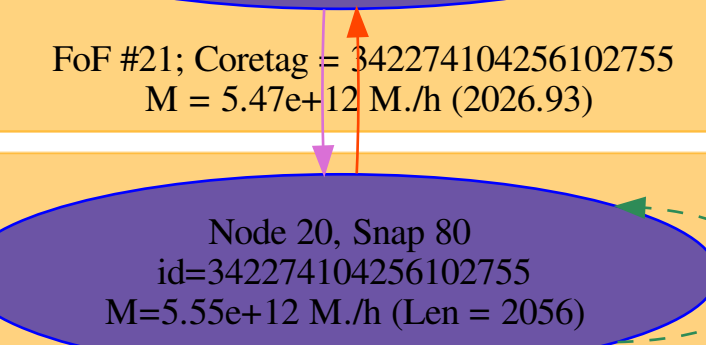 FoF #21; Coretag = 342274104256102755
M = 5.47e+12 M./h (2026.93)
Node 20, Snap 80
id=342274104256102755
M=5.55e+12 M./h (Len = 2056)